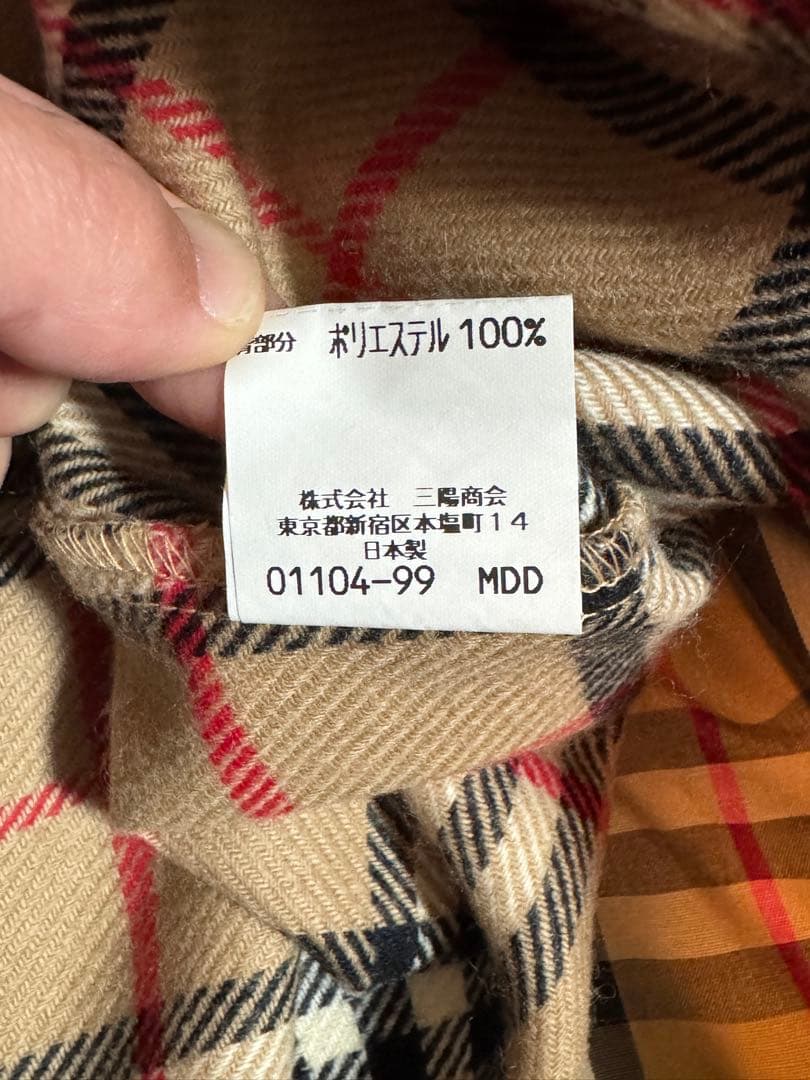 部分 ポリエステル 100%
株式会社 三陽商会
東京都新宿区本塩町14
日本製
01104-99 MDD